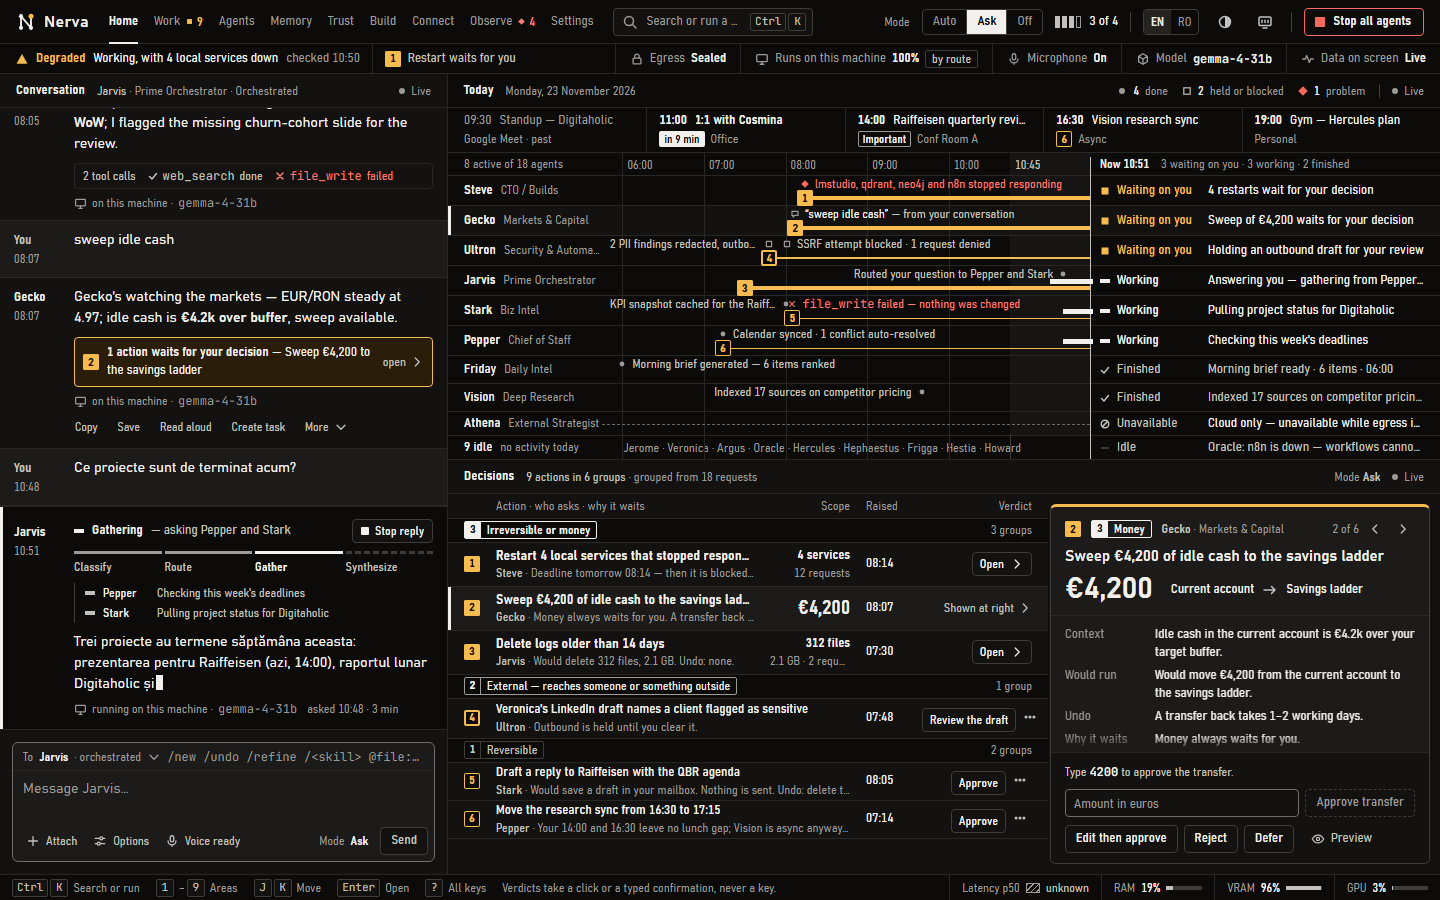 Nerva Home Work 9 Agents Memory Trust Build Connect Observe 4 Settings Search or run a … Ctrl K Mode Auto Ask Off 3 of 4 EN RO Stop all agents
Degraded Working, with 4 local services down checked 10:50 1 Restart waits for you Egress Sealed Runs on this machine 100% by route Microphone On Model gemma-4-31b Data on screen Live
Conversation Jarvis · Prime Orchestrator · Orchestrated Live
08:05
WoW; I flagged the missing churn-cohort slide for the
review.
2 tool calls web_search done file_write failed
on this machine · gemma-4-31b
You
08:07
sweep idle cash
Gecko
08:07
Gecko's watching the markets — EUR/RON steady at
4.97; idle cash is €4.2k over buffer, sweep available.
2 1 action waits for your decision — Sweep €4,200 to
the savings ladder
open
on this machine · gemma-4-31b
Copy Save Read aloud Create task More
You
10:48
Ce proiecte sunt de terminat acum?
Jarvis
10:51
Gathering — asking Pepper and Stark Stop reply
Classify Route Gather Synthesize
Pepper Checking this week's deadlines
Stark Pulling project status for Digitaholic
Trei proiecte au termene săptămâna aceasta:
prezentarea pentru Raiffeisen (azi, 14:00), raportul lunar
Digitaholic și
running on this machine · gemma-4-31b asked 10:48 · 3 min
To Jarvis · orchestrated /new /undo /refine /<skill> @file:…
Message Jarvis…
Attach Options Voice ready Mode Ask Send
Today Monday, 23 November 2026 4 done 2 held or blocked 1 problem Live
09:30 Standup — Digitaholic
Google Meet · past
11:00 1:1 with Cosmina
in 9 min Office
14:00 Raiffeisen quarterly revi…
Important Conf Room A
16:30 Vision research sync
6 Async
19:00 Gym — Hercules plan
Personal
8 active of 18 agents 06:00 07:00 08:00 09:00 10:00 10:45 Now 10:51 3 waiting on you · 3 working · 2 finished
Steve CTO / Builds 1 lmstudio, qdrant, neo4j and n8n stopped responding Waiting on you 4 restarts wait for your decision
Gecko Markets & Capital 2 "sweep idle cash" — from your conversation Waiting on you Sweep of €4,200 waits for your decision
Ultron Security & Automa… 2 PII findings redacted, outbo… 4 SSRF attempt blocked · 1 request denied Waiting on you Holding an outbound draft for your review
Jarvis Prime Orchestrator 3 Routed your question to Pepper and Stark Working Answering you — gathering from Pepper…
Stark Biz Intel KPI snapshot cached for the Raiff… 5 file_write failed — nothing was changed Working Pulling project status for Digitaholic
Pepper Chief of Staff 6 Calendar synced · 1 conflict auto-resolved Working Checking this week's deadlines
Friday Daily Intel Morning brief generated — 6 items ranked Finished Morning brief ready · 6 items · 06:00
Vision Deep Research Indexed 17 sources on competitor pricing Finished Indexed 17 sources on competitor pricin…
Athena External Strategist Unavailable Cloud only — unavailable while egress i…
9 idle no activity today Jerome · Veronica · Argus · Oracle · Hercules · Hephaestus · Frigga · Hestia · Howard Idle Oracle: n8n is down — workflows canno…
Decisions 9 actions in 6 groups · grouped from 18 requests Mode Ask Live
Action · who asks · why it waits Scope Raised Verdict
3 Irreversible or money 3 groups
1 Restart 4 local services that stopped respon… 4 services 08:14 Open
Steve · Deadline tomorrow 08:14 — then it is blocked… 12 requests
2 Sweep €4,200 of idle cash to the savings lad… €4,200 08:07 Shown at right
Gecko · Money always waits for you. A transfer back …
3 Delete logs older than 14 days 312 files 07:30 Open
Jarvis · Would delete 312 files, 2.1 GB. Undo: none. 2.1 GB · 2 requ…
2 External — reaches someone or something outside 1 group
4 Veronica's LinkedIn draft names a client flagged as sensitive 07:48 Review the draft
Ultron · Outbound is held until you clear it.
1 Reversible 2 groups
5 Draft a reply to Raiffeisen with the QBR agenda 08:05 Approve
Stark · Would save a draft in your mailbox. Nothing is sent. Undo: delete t…
6 Move the research sync from 16:30 to 17:15 07:14 Approve
Pepper · Your 14:00 and 16:30 leave no lunch gap; Vision is async anyway…
2 3 Money Gecko · Markets & Capital 2 of 6
Sweep €4,200 of idle cash to the savings ladder
€4,200 Current account → Savings ladder
Context Idle cash in the current account is €4.2k over your
target buffer.
Would run Would move €4,200 from the current account to
the savings ladder.
Undo A transfer back takes 1–2 working days.
Why it waits Money always waits for you.
Type 4200 to approve the transfer.
Amount in euros Approve transfer
Edit then approve Reject Defer Preview
Ctrl K Search or run 1 – 9 Areas J K Move Enter Open ? All keys Verdicts take a click or a typed confirmation, never a key. Latency p50 unknown RAM 19% VRAM 96% GPU 3%